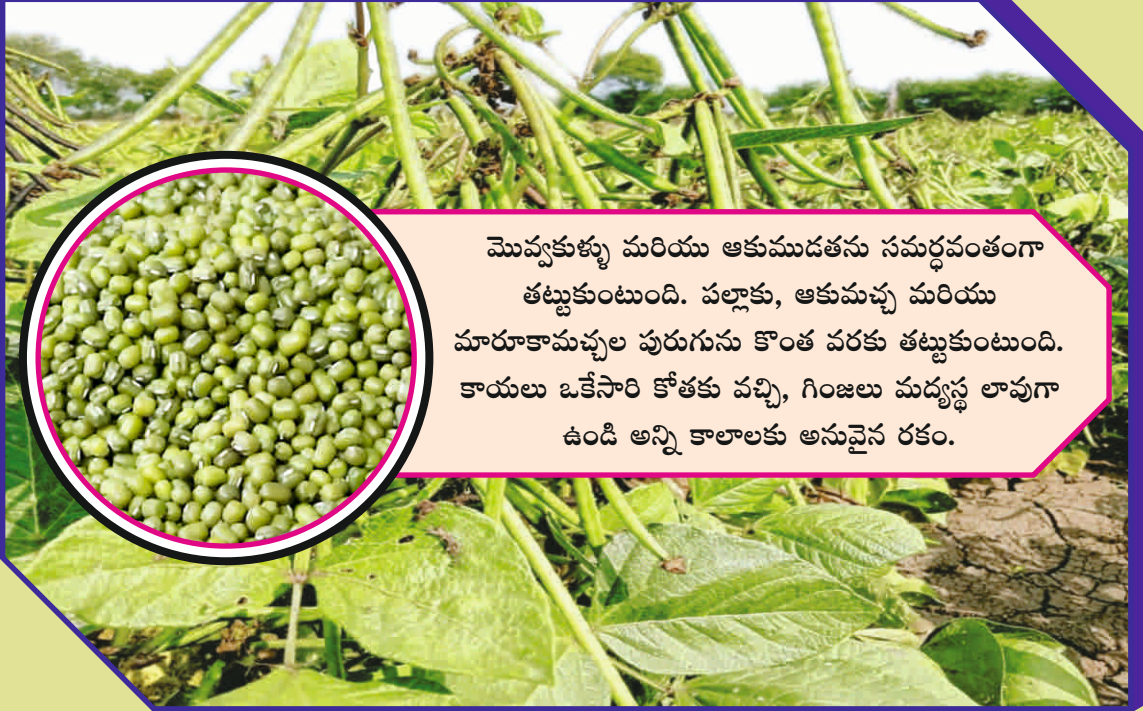 మొవ్వకుళ్ళు మరియు ఆకుముడతను సమర్ధవంతంగా
తట్టుకుంటుంది. పల్లాకు, ఆకుమచ్చ మరియు
మారూకామచ్చల పురుగును కొంత వరకు తట్టుకుంటుంది.
కాయలు ఒకేసారి కోతకు వచ్చి, గింజలు మద్యస్థ లావుగా
ఉండి అన్ని కాలాలకు అనువైన రకం.